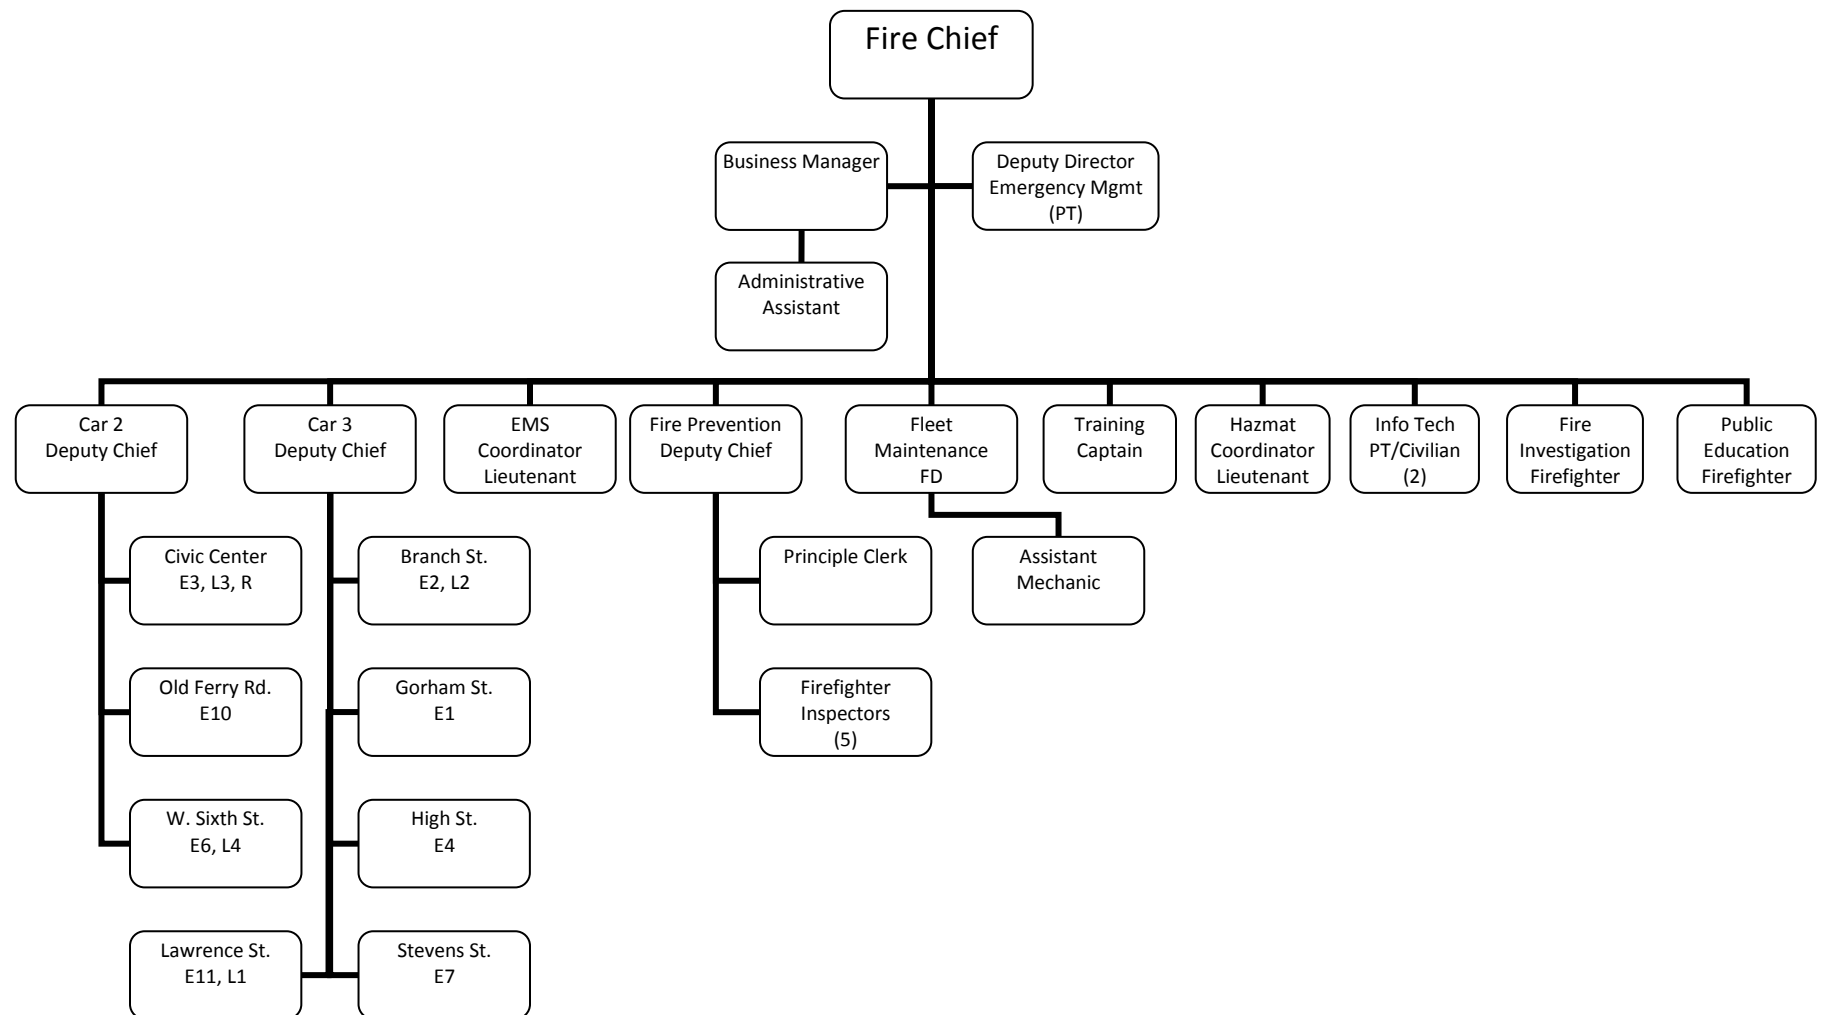 Fire Chief
Business Manager
Deputy Director
Emergency Mgmt
(PT)
Administrative
Assistant
Car 2
Deputy Chief
Car 3
Deputy Chief
EMS
Coordinator
Lieutenant
Fire Prevention
Deputy Chief
Fleet
Maintenance
FD
Training
Captain
Hazmat
Coordinator
Lieutenant
Info Tech
PT/Civilian
(2)
Fire
Investigation
Firefighter
Public
Education
Firefighter
Civic Center
E3, L3, R
Branch St.
E2, L2
Principle Clerk
Assistant
Mechanic
Old Ferry Rd.
E10
Gorham St.
E1
Firefighter
Inspectors
(5)
W. Sixth St.
E6, L4
High St.
E4
Lawrence St.
E11, L1
Stevens St.
E7